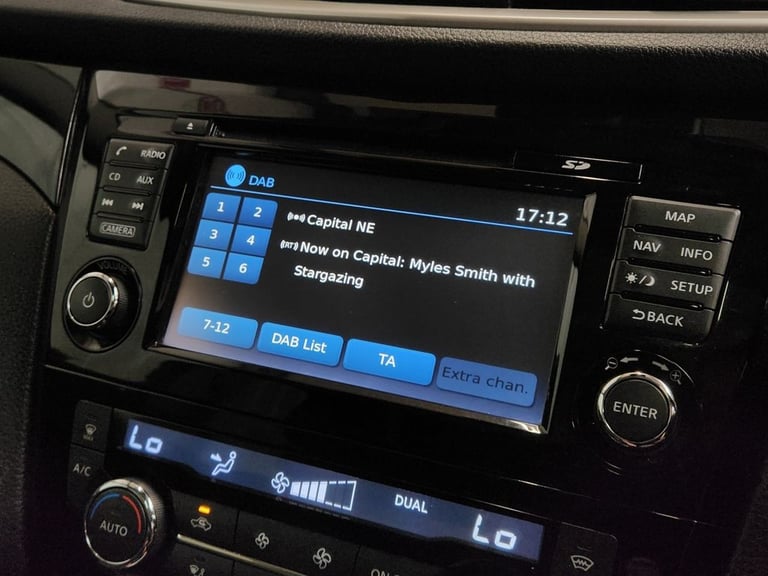 RADIO
CD AUX
CAMERA
VOLUME
DAB
17:12
1 2
3 4
5 6
Capital NE
(RT) Now on Capital: Myles Smith with
Stargazing
7-12
DAB List
TA
Extra chan.
SD
MAP
NAV INFO
SETUP
BACK
ENTER
MAX
A/C
AUTO
Lo
DUAL
Lo